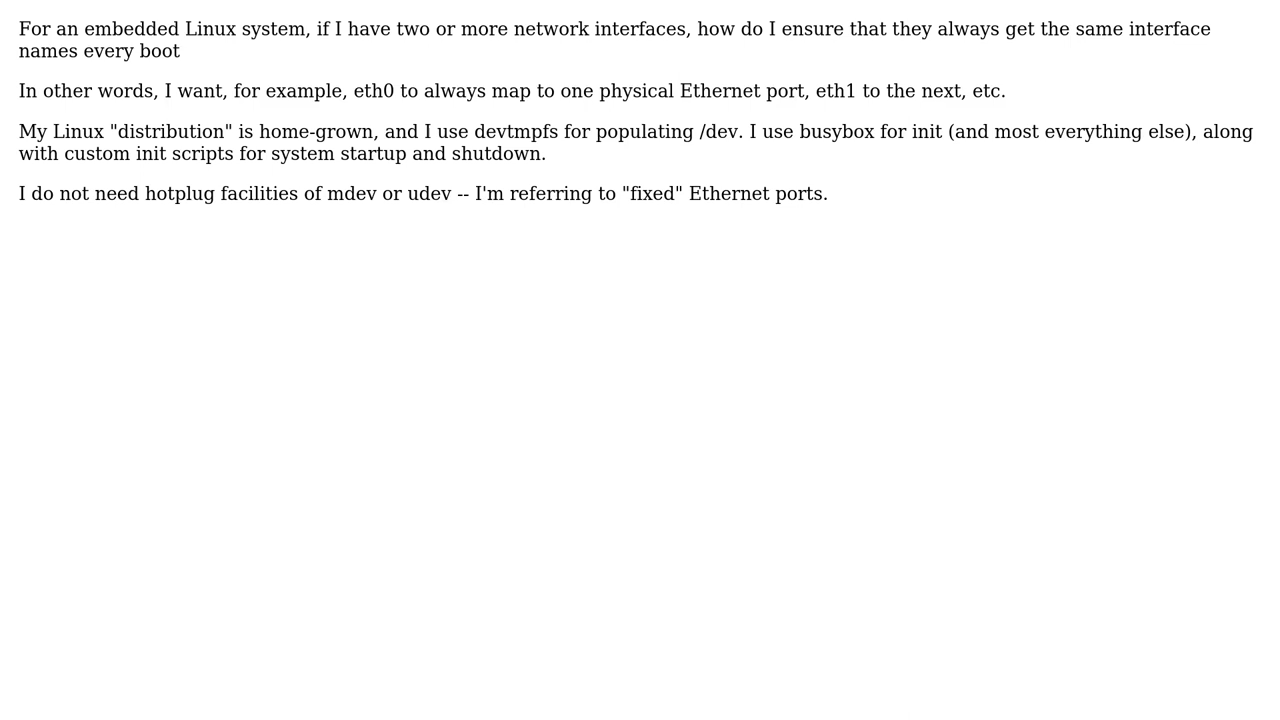 For an embedded Linux system, if I have two or more network interfaces, how do I ensure that they always get the same interface
names every boot
In other words, I want, for example, eth0 to always map to one physical Ethernet port, eth1 to the next, etc.
My Linux "distribution" is home-grown, and I use devtmpfs for populating /dev. I use busybox for init (and most everything else), along
with custom init scripts for system startup and shutdown.
I do not need hotplug facilities of mdev or udev -- I'm referring to "fixed" Ethernet ports.